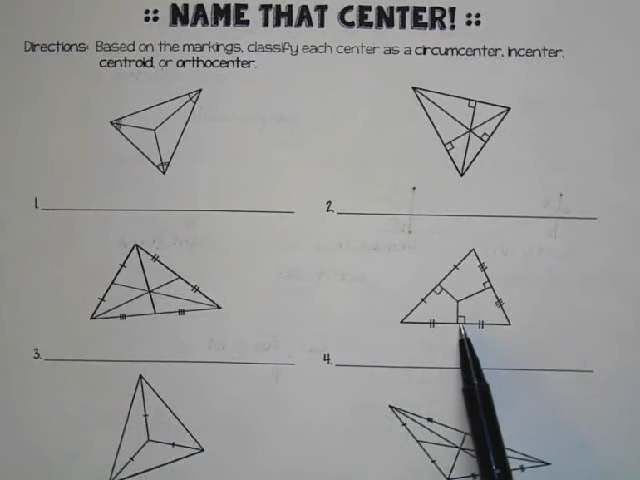 :: NAME THAT CENTER! ::
Directions: Based on the markings, classify each center as a circumcenter, incenter,
centroid, or orthocenter.
1.
2.
3.
4.